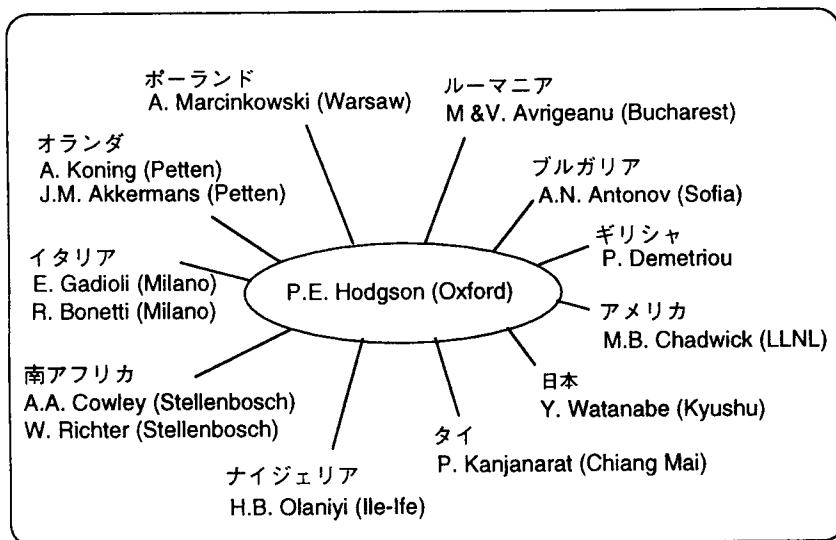 ポーランド
A. Marcinkowski (Warsaw)
ルーマニア
M &V. Avrigeanu (Bucharest)
オランダ
A. Koning (Petten)
J.M. Akkermans (Petten)
ブルガリア
A.N. Antonov (Sofia)
ギリシャ
P. Demetriou
イタリア
E. Gadioli (Milano)
R. Bonetti (Milano)
P.E. Hodgson (Oxford)
アメリカ
M.B. Chadwick (LLNL)
南アフリカ
A.A. Cowley (Stellenbosch)
W. Richter (Stellenbosch)
日本
Y. Watanabe (Kyushu)
タイ
P. Kanjanarat (Chiang Mai)
ナイジェリア
H.B. Olaniyi (Ile-Ife)